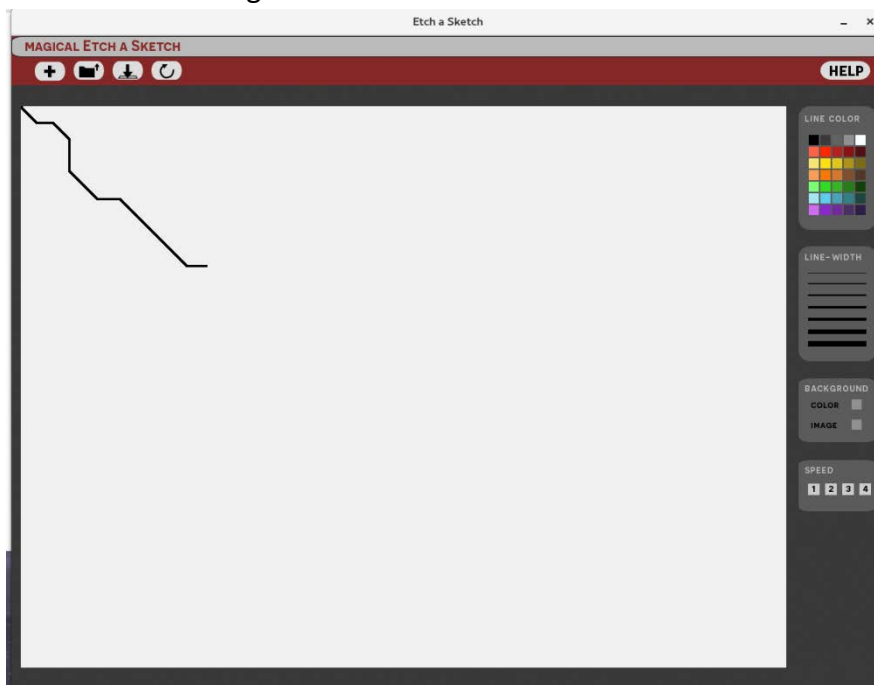 Etch a Sketch
MAGICAL ETCH A SKETCH
HELP
LINE COLOR
LINE-WIDTH
BACKGROUND
COLOR
IMAGE
SPEED
1 2 3 4